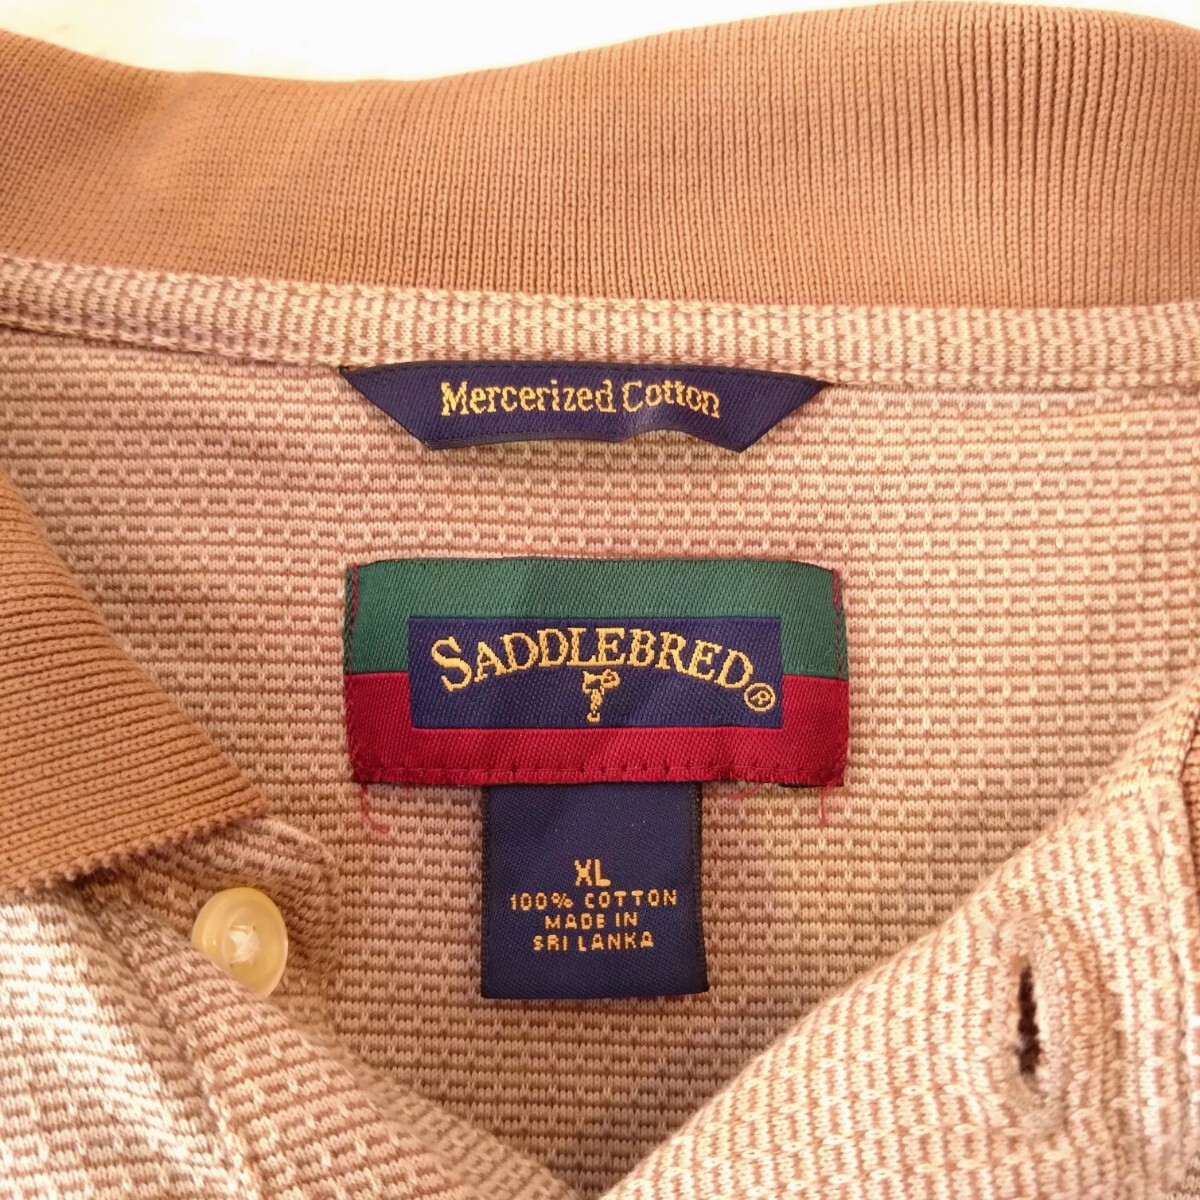 Mercerized Cotton
SADDLEBRED®
XL
100% COTTON
MADE IN
SRI LANKA